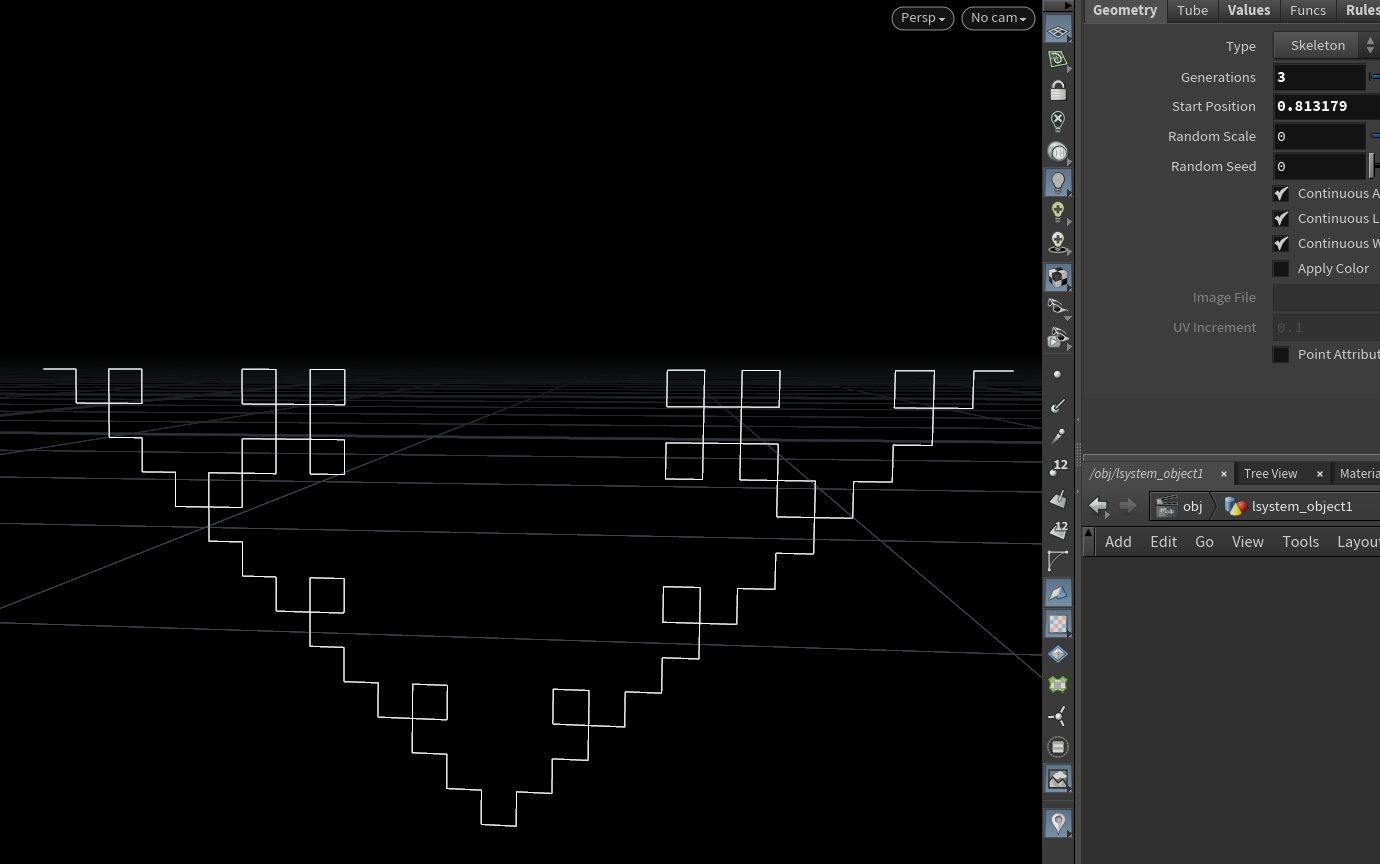 Persp No cam
Geometry Tube Values Funcs Rules
Type Skeleton
Generations 3
Start Position 0.813179
Random Scale 0
Random Seed 0
Continuous A
Continuous L
Continuous W
Apply Color
Image File
UV Increment 0.1
Point Attribut
12
12
/obj/lsystem_object1 × Tree View × Materia
obj lsystem_object1
Add Edit Go View Tools Layou